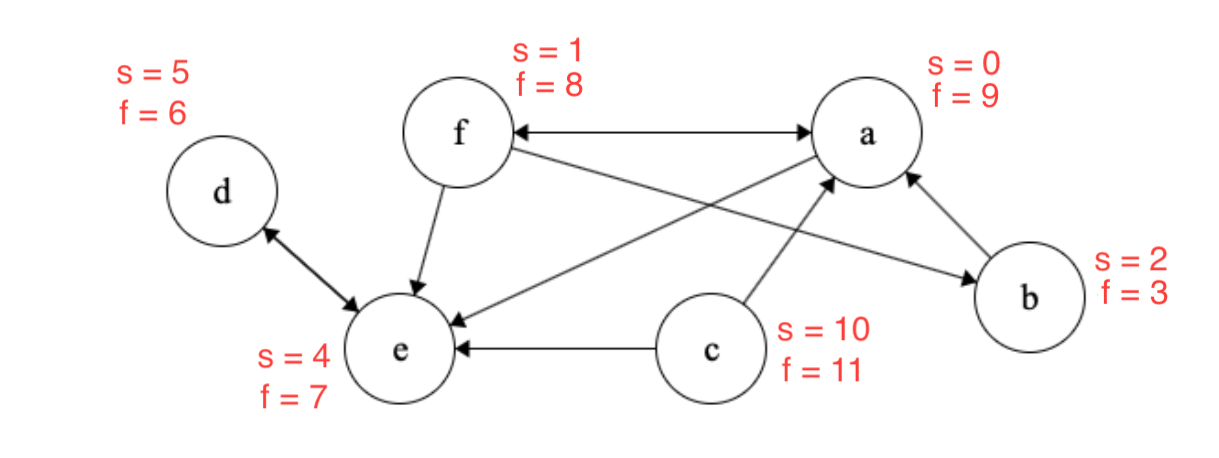 s = 5
f = 6
d
s = 1
f = 8
f
s = 0
f = 9
a
s = 2
f = 3
b
s = 4
f = 7
e
c
s = 10
f = 11